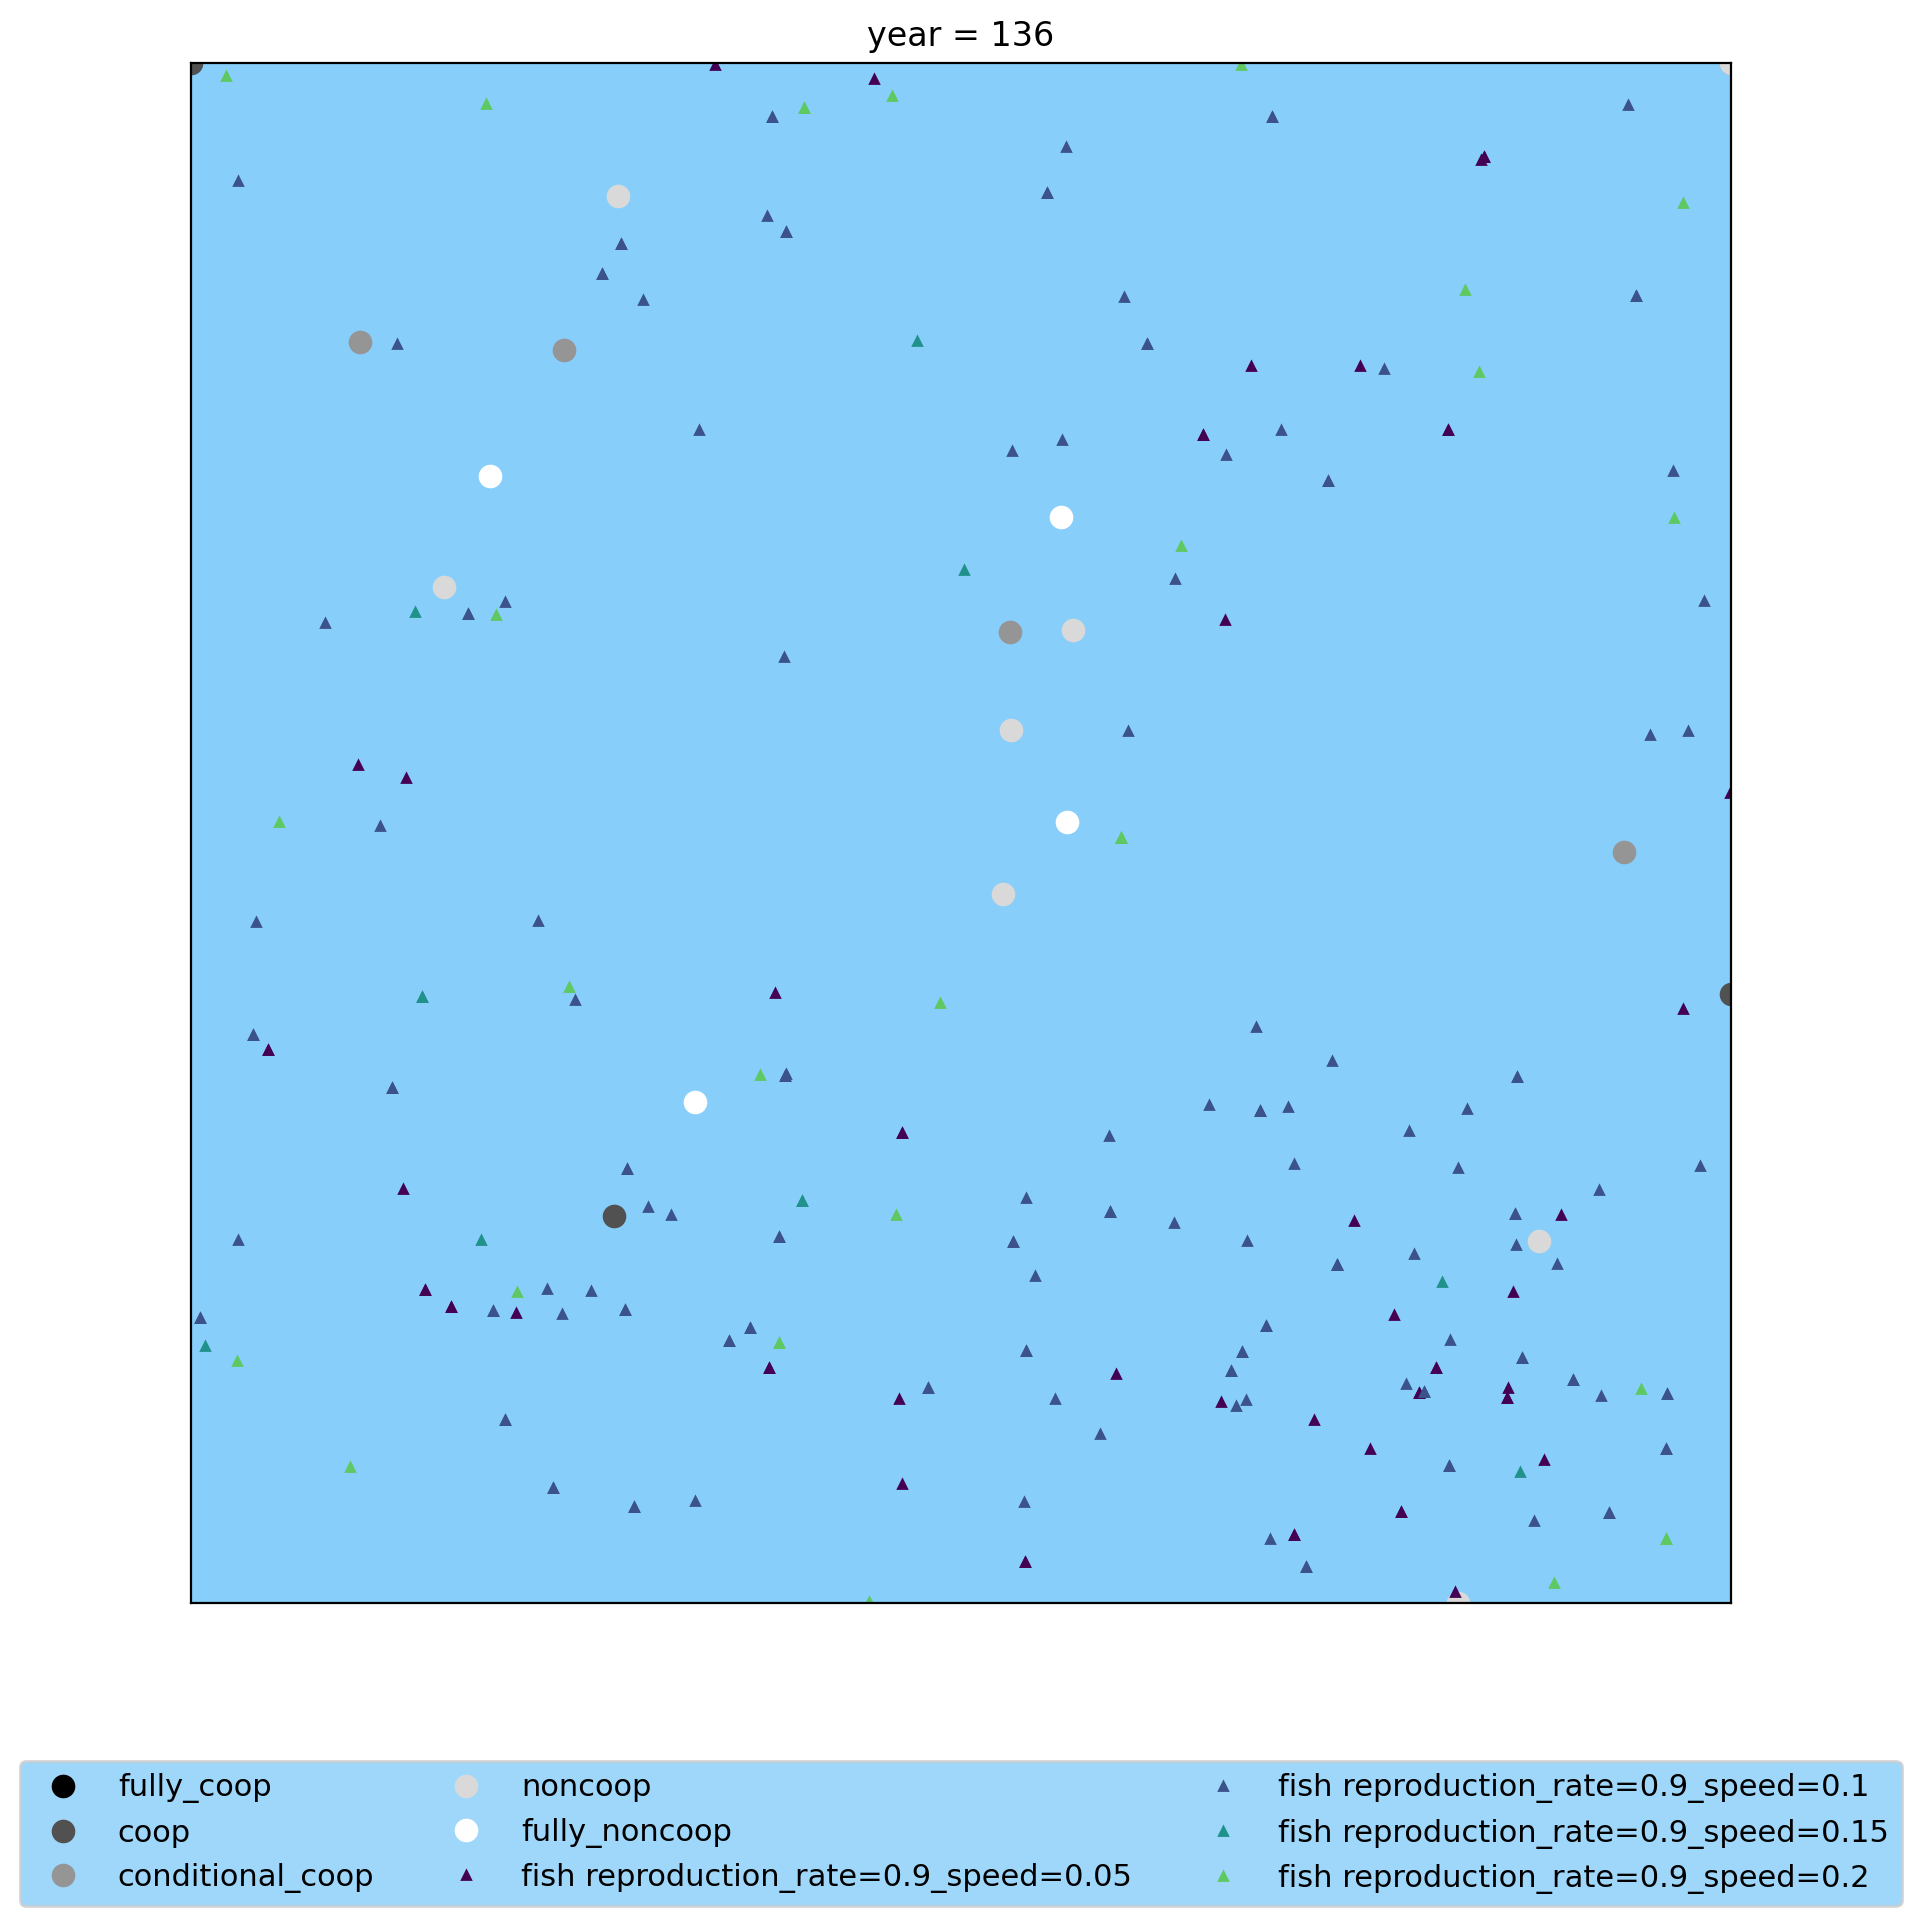 year = 136
fully_coop
coop
conditional_coop
noncoop
fully_noncoop
fish reproduction_rate=0.9_speed=0.05
fish reproduction_rate=0.9_speed=0.1
fish reproduction_rate=0.9_speed=0.15
fish reproduction_rate=0.9_speed=0.2